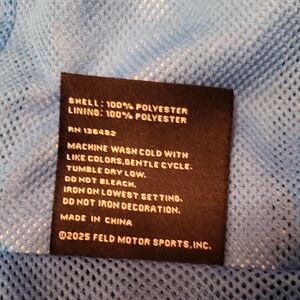 SHELL: 100% POLYESTER
LINING: 100% POLYESTER
RN 136482
MACHINE WASH COLD WITH
LIKE COLORS.GENTLE CYCLE.
TUMBLE DRY LOW.
DO NOT BLEACH.
IRON ON LOWEST SETTING.
DO NOT IRON DECORATION.
MADE IN CHINA
©2025 FELD MOTOR SPORTS,INC.